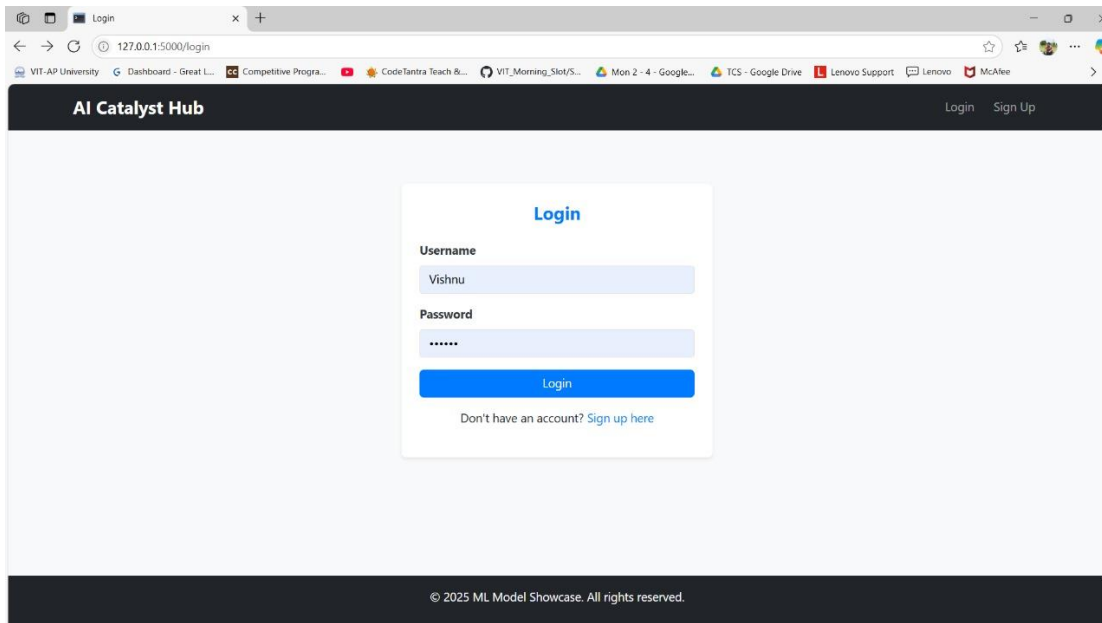 Login
127.0.0.1:5000/login
VIT-AP University G Dashboard - Great L... cc Competitive Progra... CodeTantra Teach &... VIT_Morning_Slot/S... Mon 2 - 4 - Google... TCS - Google Drive L Lenovo Support Lenovo McAfee
AI Catalyst Hub Login Sign Up
Login
Username
Vishnu
Password
••••••
Login
Don't have an account? Sign up here
© 2025 ML Model Showcase. All rights reserved.